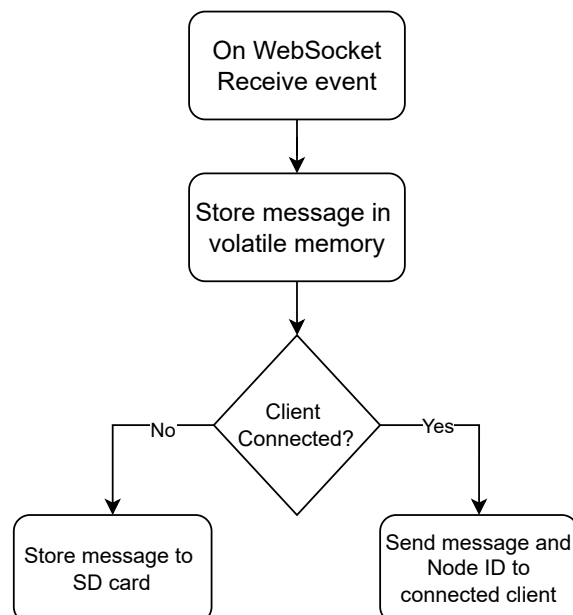 On WebSocket
Receive event
Store message in
volatile memory
Client
Connected?
No
Yes
Store message to
SD card
Send message and
Node ID to
connected client